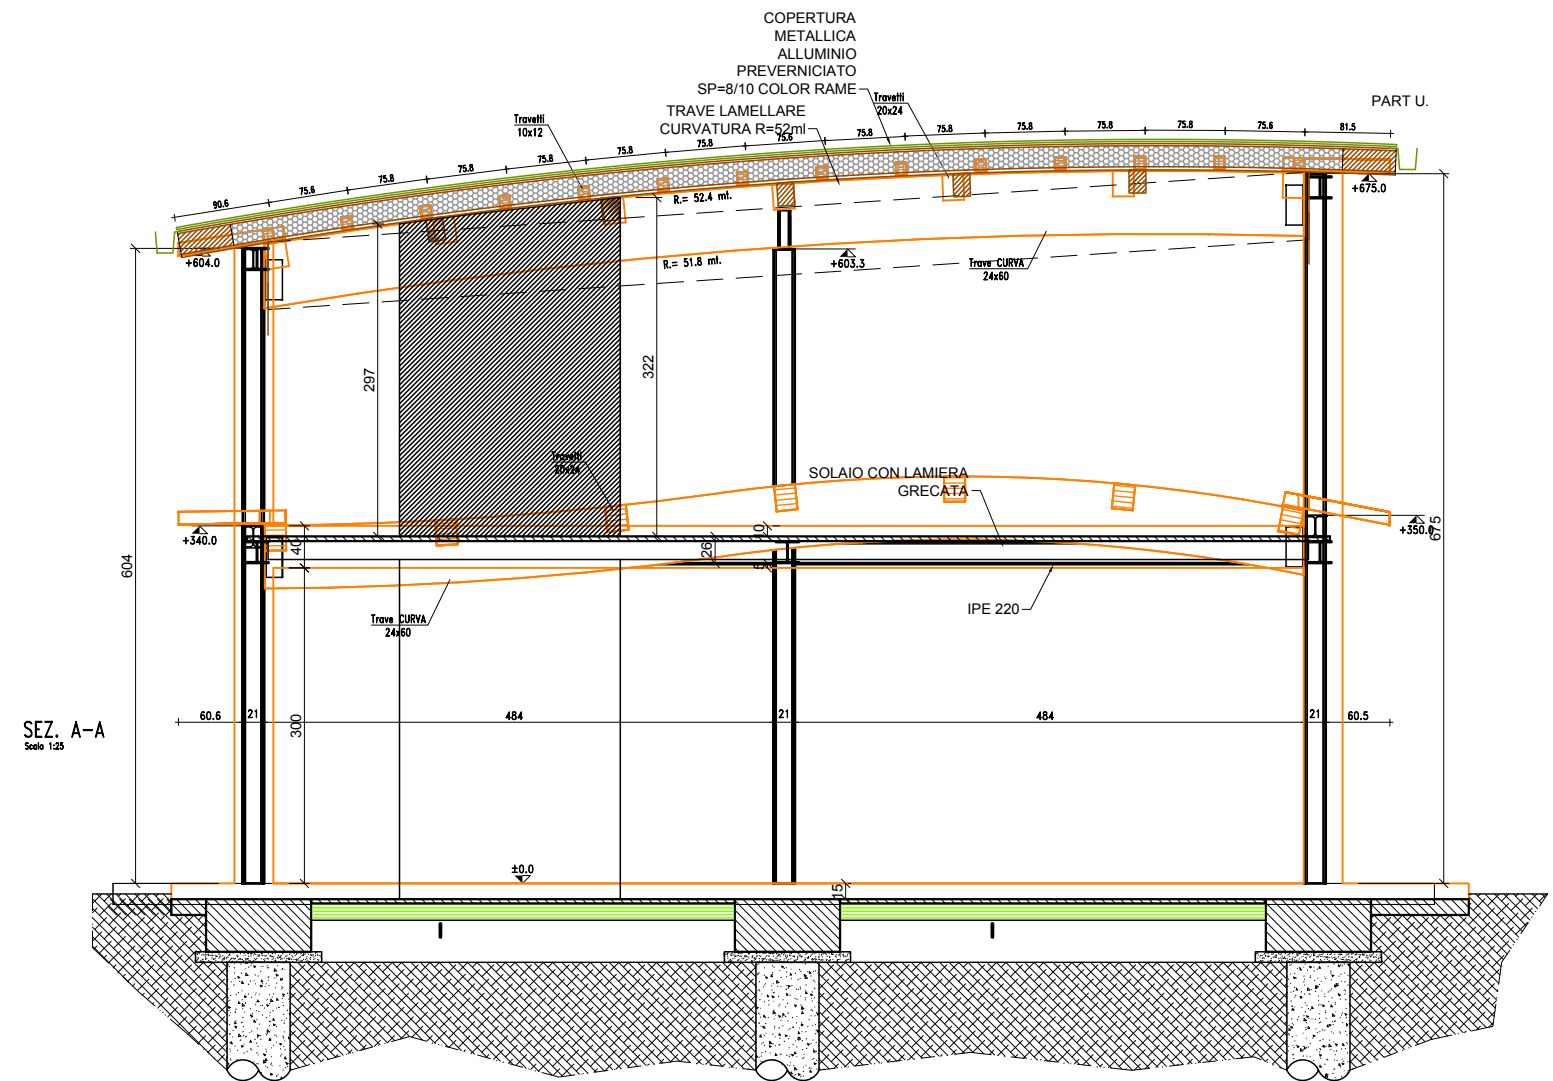 COPERTURA
METALLICA
ALLUMINIO
PREVERNICIATO
SP=8/10 COLOR RAME
TRAVE LAMELLARE
CURVATURA R=52ml
Travetti
20x24
PART U.
Travetti
10x12
90.6
75.6
75.8
75.8
75.8
75.8
75.8
75.6
75.8
75.8
75.8
75.8
75.8
75.6
81.5
+675.0
R.= 52.4 mt.
+604.0
R.= 51.8 mt.
+603.3
Trave CURVA
24x60
297
322
Travetti
20x24
SOLAIO CON LAMIERA
GRECATA
+340.0
+350.0
40
10
26
5
675
604
Trave CURVA
24x60
IPE 220
SEZ. A-A
Scala 1:25
60.6
21
484
21
484
21
60.5
300
±0.0
15